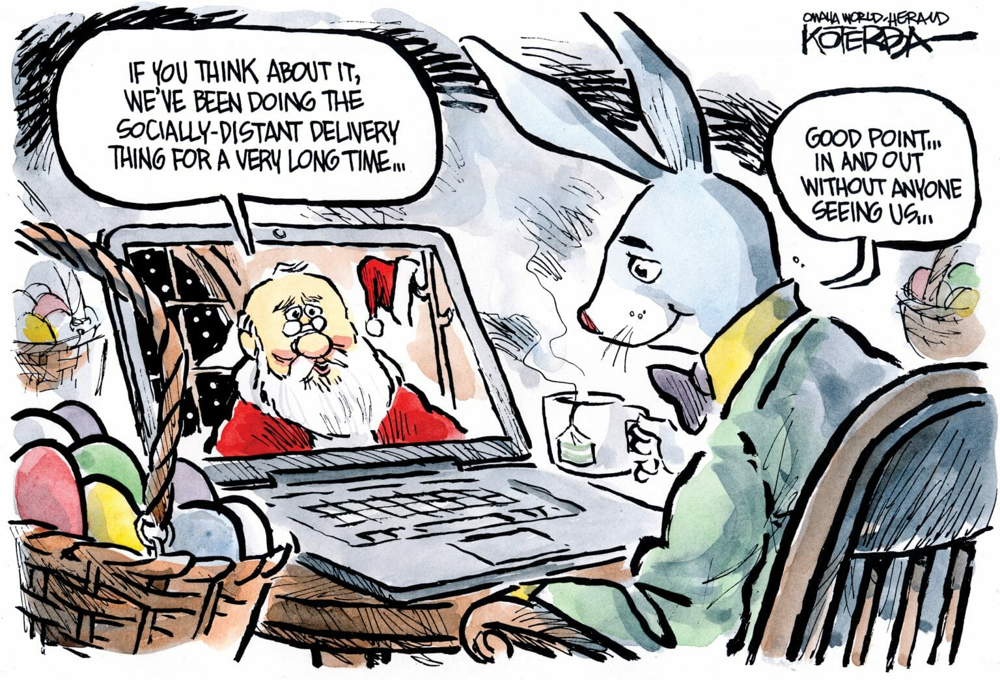 OMAHA WORLD-HERALD
KOTERBA
IF YOU THINK ABOUT IT,
WE'VE BEEN DOING THE
SOCIALLY-DISTANT DELIVERY
THING FOR A VERY LONG TIME...
GOOD POINT...
IN AND OUT
WITHOUT ANYONE
SEEING US...